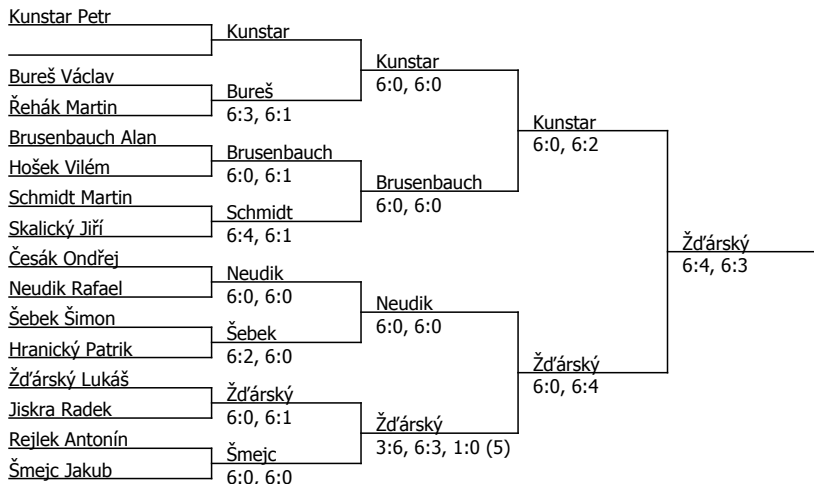 Kunstar Petr
Bureš Václav
Řehák Martin
Brusenbauch Alan
Hošek Vilém
Schmidt Martin
Skalický Jiří
Česák Ondřej
Neudik Rafael
Šebek Šimon
Hranický Patrik
Žďárský Lukáš
Jiskra Radek
Rejlek Antonín
Šmejc Jakub
Kunstar
Bureš
6:3, 6:1
Brusenbauch
6:0, 6:1
Schmidt
6:4, 6:1
Neudik
6:0, 6:0
Šebek
6:2, 6:0
Žďárský
6:0, 6:1
Šmejc
6:0, 6:0
Kunstar
6:0, 6:0
Brusenbauch
6:0, 6:0
Neudik
6:0, 6:0
Žďárský
3:6, 6:3, 1:0 (5)
Kunstar
6:0, 6:2
Žďárský
6:0, 6:4
Žďárský
6:4, 6:3